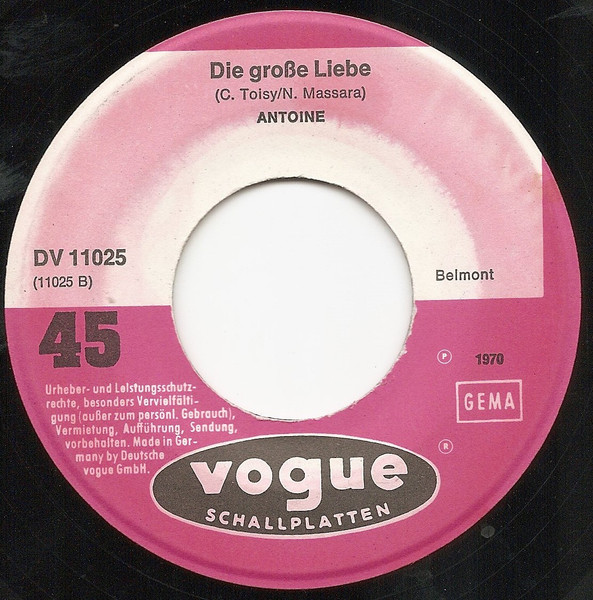 Die große Liebe
(C. Toisy/N. Massara)
ANTOINE
DV 11025
(11025 B)
Belmont
45
Ⓟ 1970
Urheber- und Leistungsschutz-
rechte, besonders Vervielfälti-
gung (außer zum persönl. Gebrauch),
Vermietung, Aufführung, Sendung,
vorbehalten. Made in Ger-
many by Deutsche
vogue GmbH.
GEMA
®
vogue
SCHALLPLATTEN